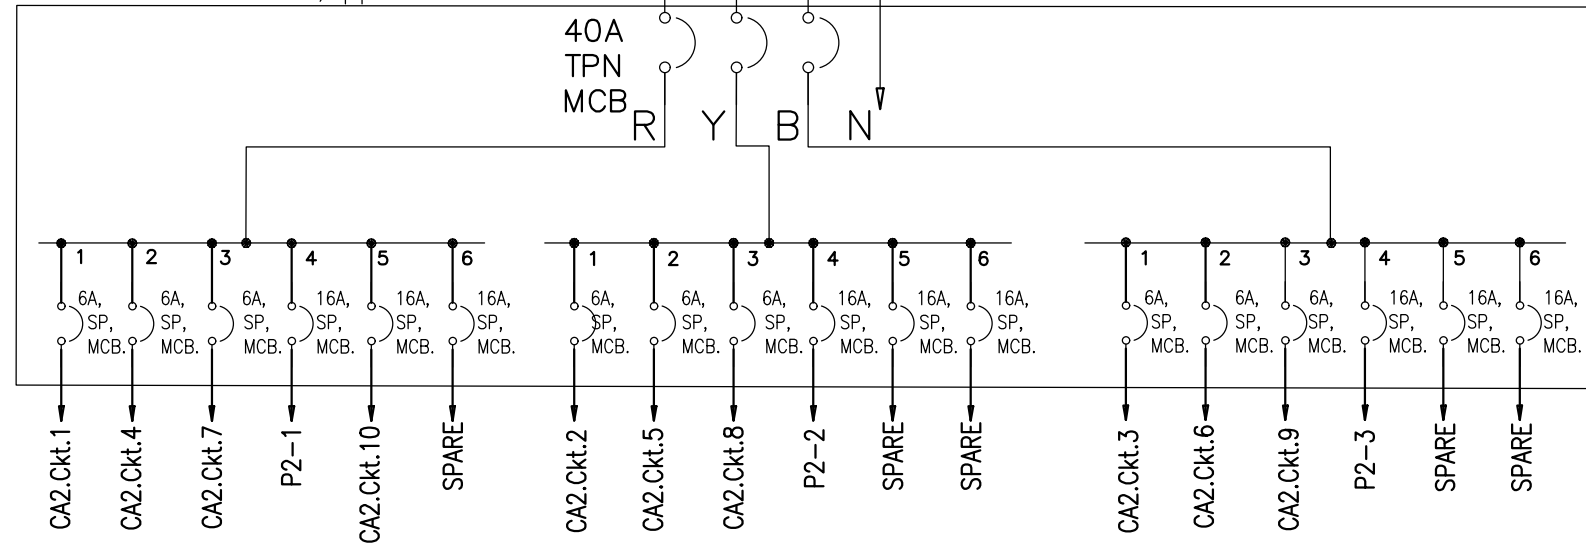 40A
TPN
MCB
R Y B N
1 2 3 4 5 6 1 2 3 4 5 6 1 2 3 4 5 6
6A, 6A, 6A, 16A, 16A, 16A, 6A, 6A, 6A, 16A, 16A, 16A, 6A, 6A, 6A, 16A, 16A, 16A,
SP, SP, SP, SP, SP, SP, SP, SP, SP, SP, SP, SP, SP, SP, SP, SP, SP, SP,
MCB. MCB. MCB. MCB. MCB. MCB. MCB. MCB. MCB. MCB. MCB. MCB. MCB. MCB. MCB. MCB. MCB. MCB.
CA2.Ckt.1
CA2.Ckt.4
CA2.Ckt.7
P2-1
CA2.Ckt.10
SPARE
CA2.Ckt.2
CA2.Ckt.5
CA2.Ckt.8
P2-2
SPARE
SPARE
CA2.Ckt.3
CA2.Ckt.6
CA2.Ckt.9
P2-3
SPARE
SPARE